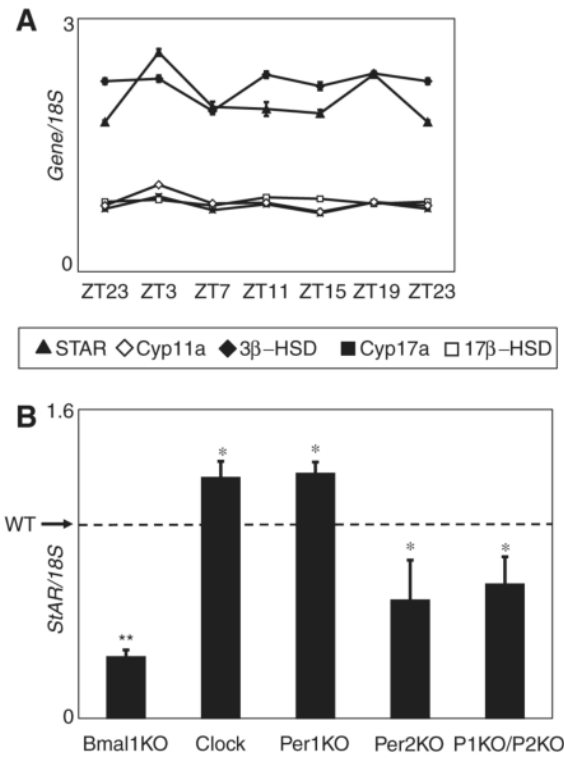 A
3
Gene/18S
0
ZT23 ZT3 ZT7 ZT11 ZT15 ZT19 ZT23
STAR Cyp11a 3β–HSD Cyp17a 17β–HSD
B
1.6
* *
WT
StAR/18S
* *
**
0
Bmal1KO Clock Per1KO Per2KO P1KO/P2KO